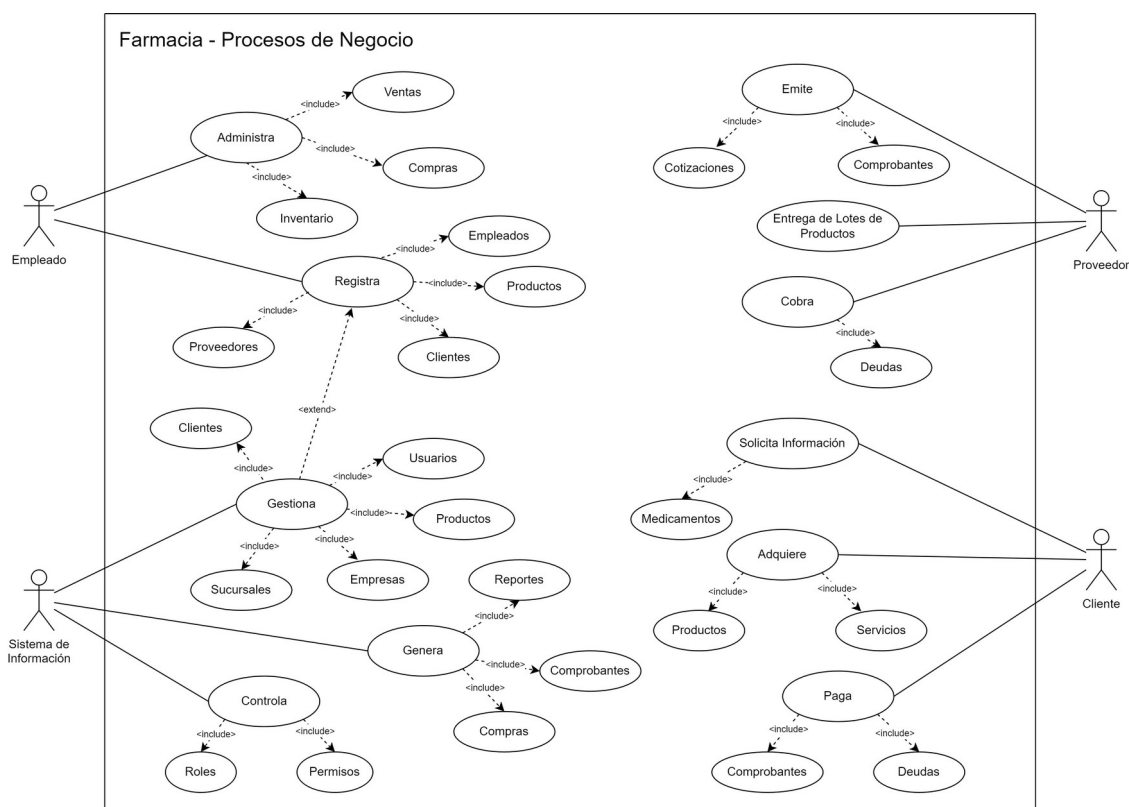 Farmacia - Procesos de Negocio
Ventas
<include>
Administra
<include>
Compras
<include>
Inventario
Empleado
Empleados
<include>
Registra
<include>
Productos
<include>
<include>
Proveedores
Clientes
<extend>
Clientes
<include>
Usuarios
<include>
Gestiona
<include>
Productos
<include>
<include>
Sucursales
Empresas
Sistema de
Información
Reportes
<include>
Genera
<include>
Comprobantes
<include>
Compras
Controla
<include>
<include>
Roles
Permisos
Emite
<include>
<include>
Cotizaciones
Comprobantes
Entrega de Lotes de
Productos
Proveedor
Cobra
<include>
Deudas
Solicita Información
<include>
Medicamentos
Adquiere
<include>
<include>
Productos
Servicios
Cliente
Paga
<include>
<include>
Comprobantes
Deudas